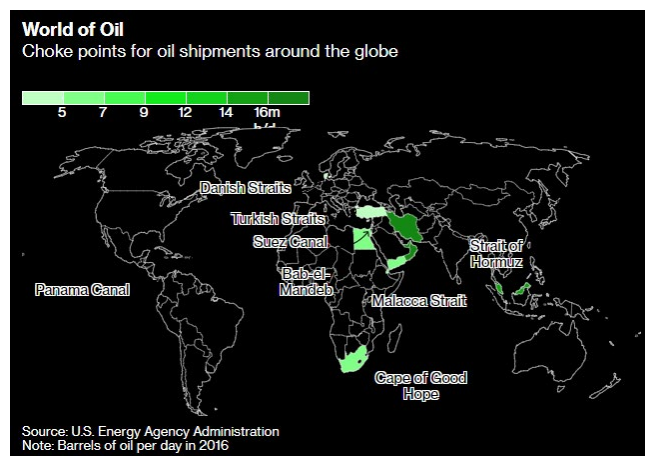 World of Oil
Choke points for oil shipments around the globe
5 7 9 12 14 16m
b/d
Danish Straits
Turkish Straits
Suez Canal
Strait of
Hormuz
Bab-el-
Mandeb
Panama Canal
Malacca Strait
Cape of Good
Hope
Source: U.S. Energy Agency Administration
Note: Barrels of oil per day in 2016